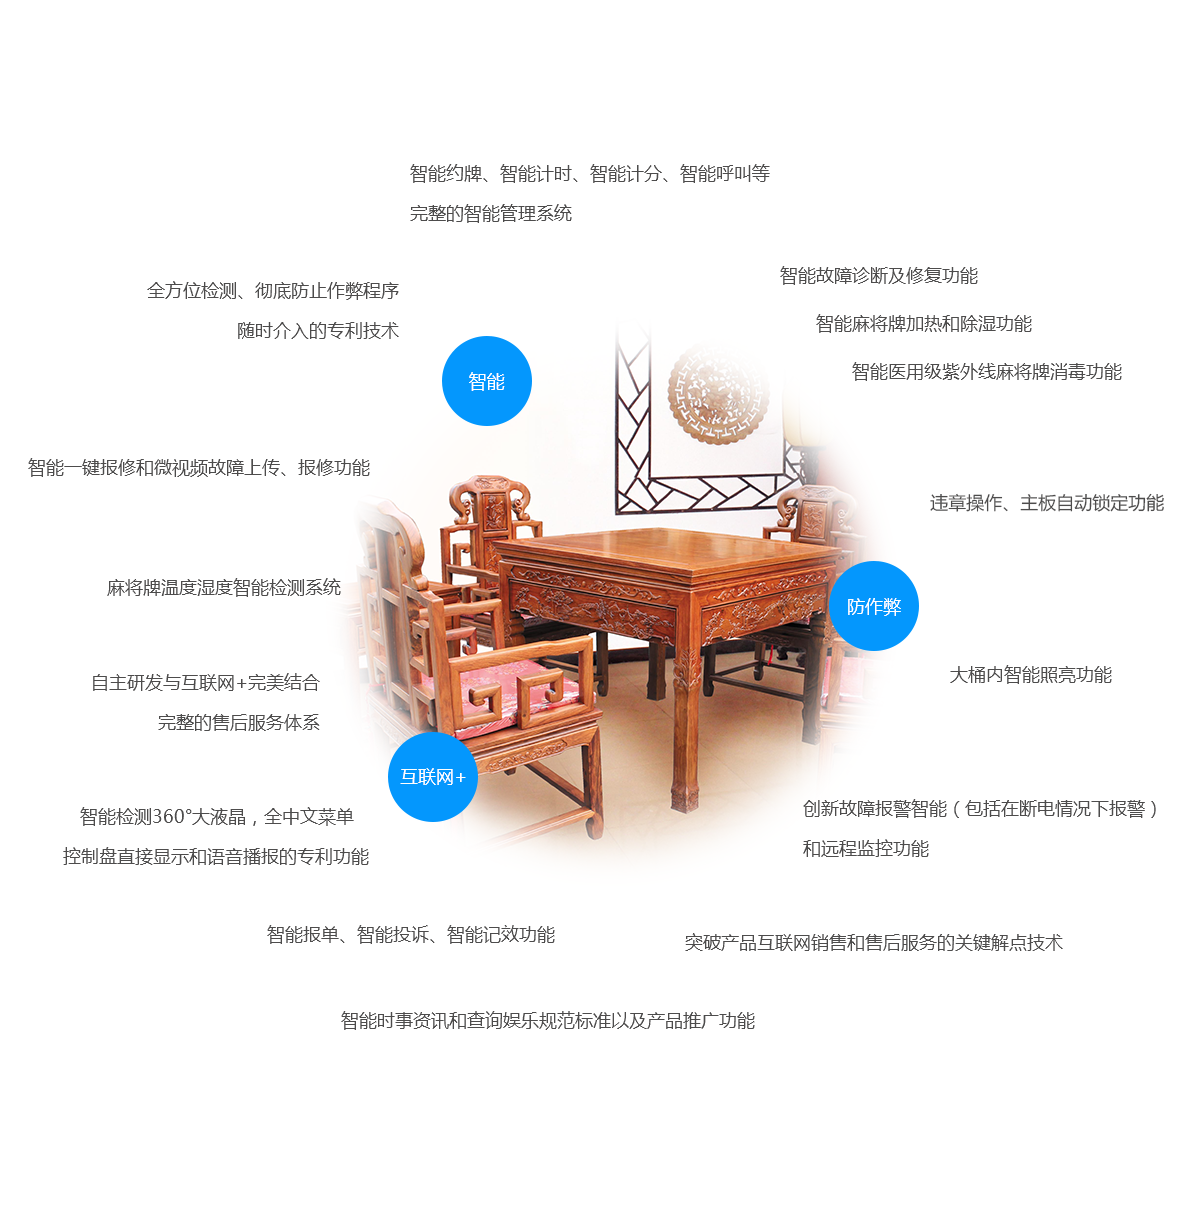 智能约牌、智能计时、智能计分、智能呼叫等
完整的智能管理系统
智能故障诊断及修复功能
全方位检测、彻底防止作弊程序
随时介入的专利技术
智能麻将牌加热和除湿功能
智能医用级紫外线麻将牌消毒功能
智能
智能一键报修和微视频故障上传、报修功能
违章操作、主板自动锁定功能
麻将牌温度湿度智能检测系统
防作弊
大桶内智能照亮功能
自主研发与互联网+完美结合
完整的售后服务体系
互联网+
智能检测360°大液晶，全中文菜单
控制盘直接显示和语音播报的专利功能
创新故障报警智能（包括在断电情况下报警）
和远程监控功能
智能报单、智能投诉、智能记效功能
突破产品互联网销售和售后服务的关键解点技术
智能时事资讯和查询娱乐规范标准以及产品推广功能